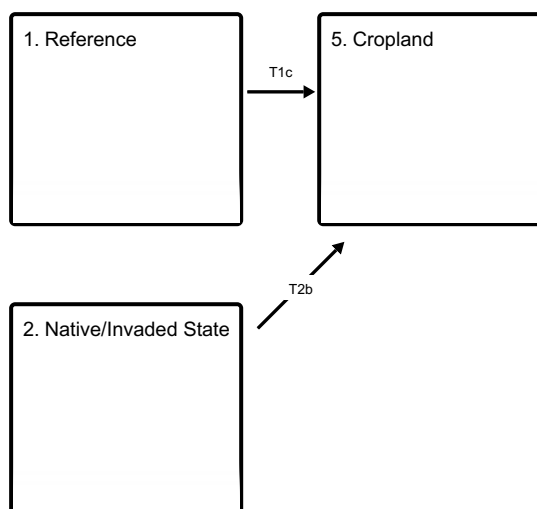 1. Reference
5. Cropland
T1c
T2b
2. Native/Invaded State